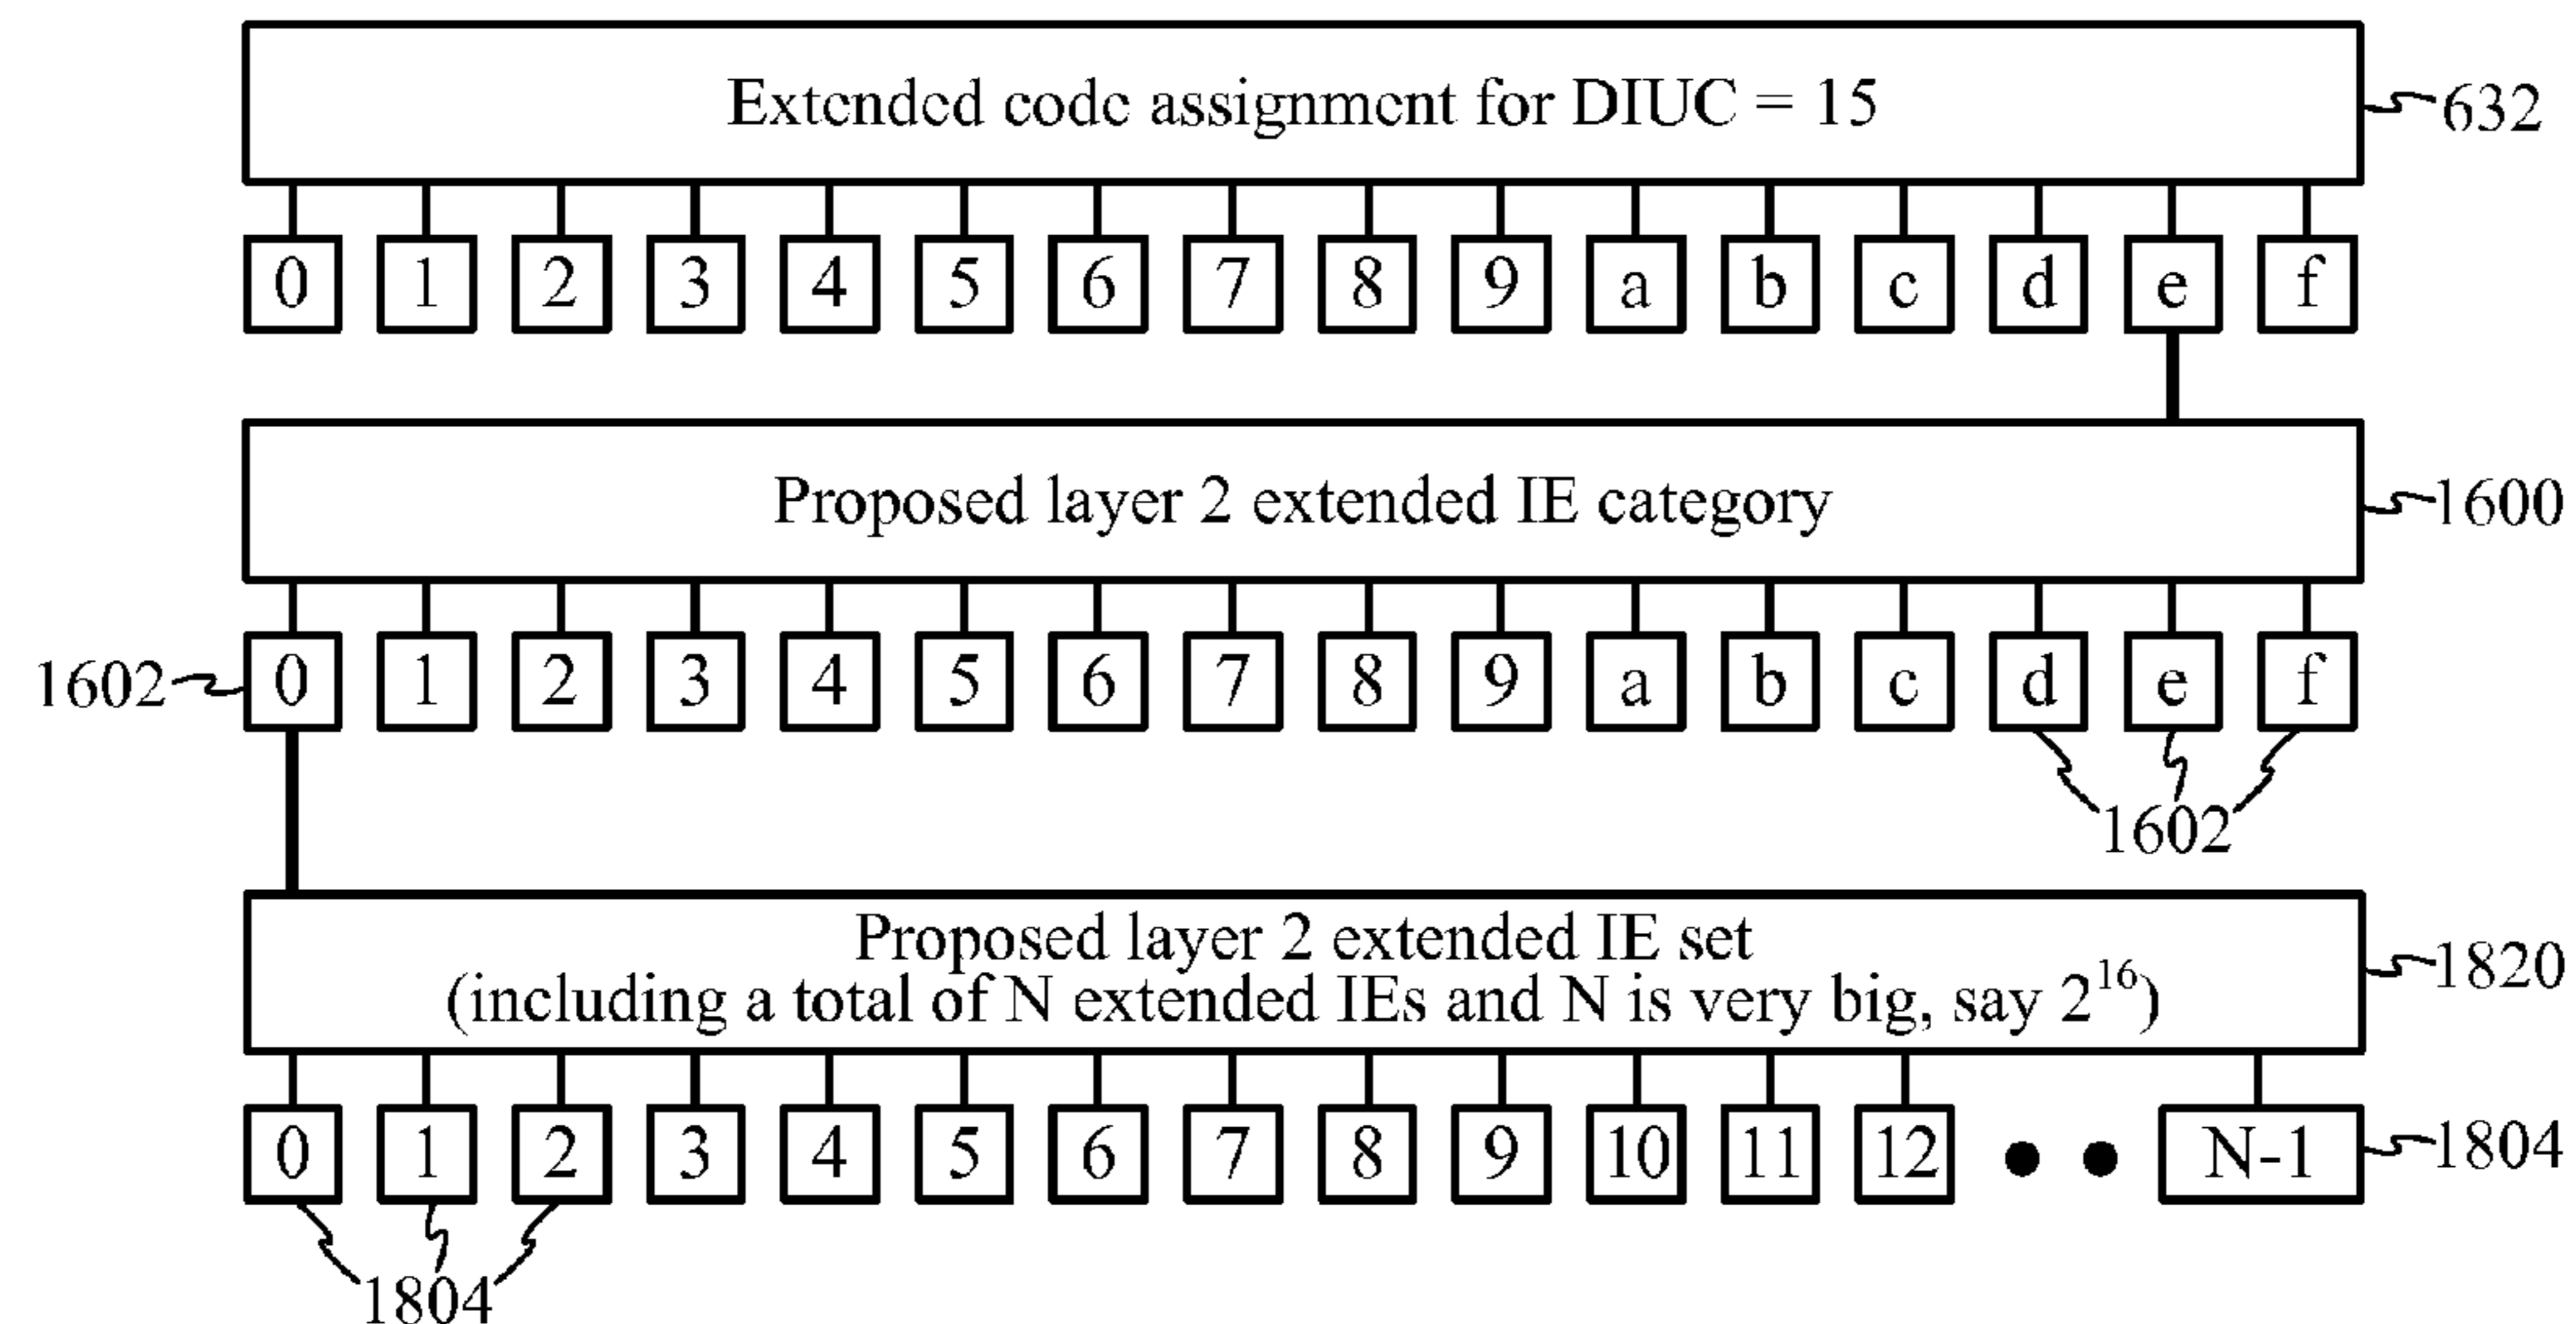 Extended code assignment for DIUC = 15
632
0 1 2 3 4 5 6 7 8 9 a b c d e f
Proposed layer 2 extended IE category
1600
1602
0 1 2 3 4 5 6 7 8 9 a b c d e f
1602
Proposed layer 2 extended IE set
(including a total of N extended IEs and N is very big, say 2¹⁶)
1820
0 1 2 3 4 5 6 7 8 9 10 11 12 ● ● N-1
1804
1804